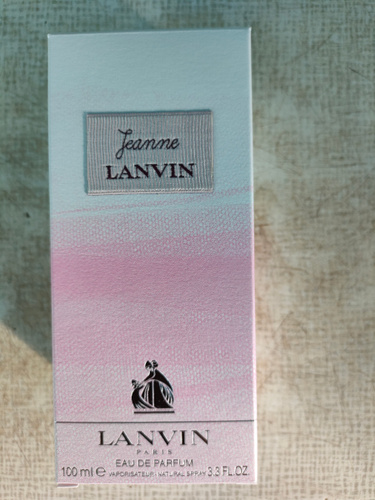 Jeanne
LANVIN
LANVIN
PARIS
EAU DE PARFUM
100 ml e VAPORISATEUR-NATURAL SPRAY 3.3 FL.OZ.